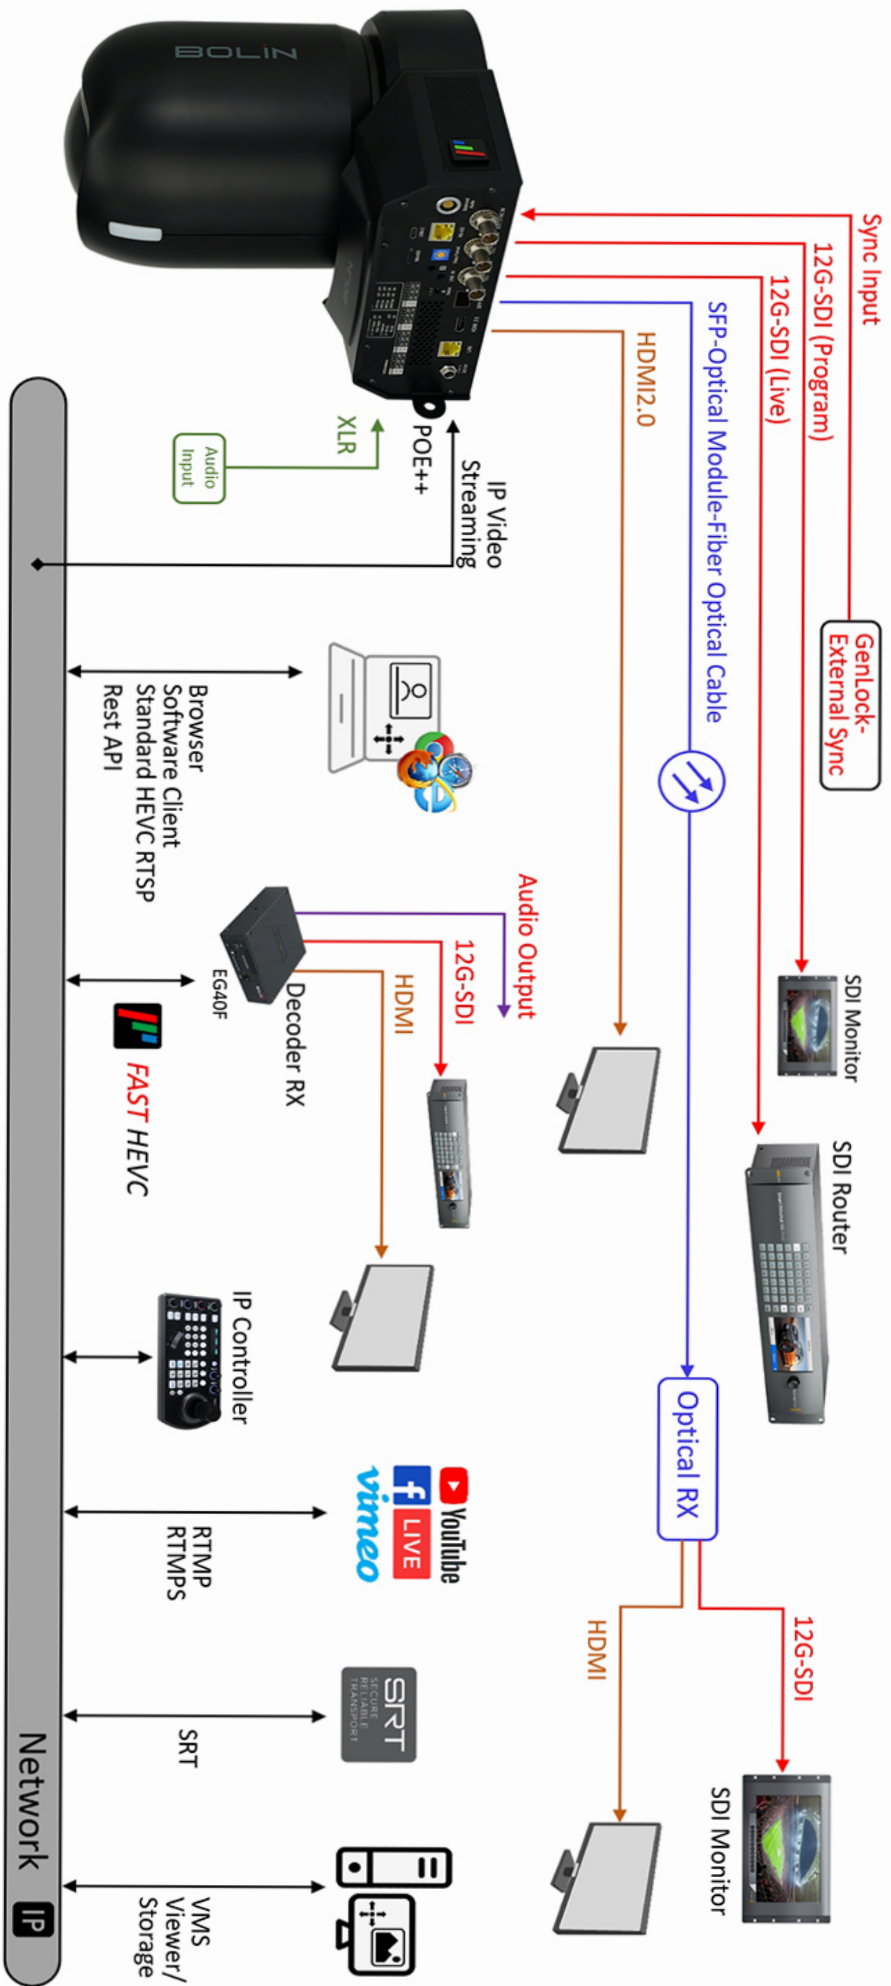 BOLIN
Sync Input
GenLock-
External Sync
12G-SDI (Program)
SDI Monitor
12G-SDI (Live)
SDI Router
SFP-Optical Module-Fiber Optical Cable
Optical RX
12G-SDI
SDI Monitor
HDMI
HDMI2.0
IP Video
Streaming
POE++
XLR
Audio
Input
Audio Output
12G-SDI
HDMI
Decoder RX
EG40F
Browser
Software Client
Standard HEVC RTSP
Rest API
FAST HEVC
IP Controller
YouTube
f LIVE
vimeo
RTMP
RTMPS
SRT
SECURE
RELIABLE
TRANSPORT
SRT
VMS
Viewer/
Storage
Network IP